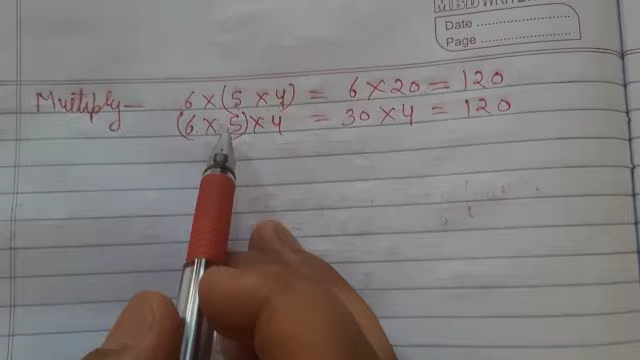 Date
Page
Multiply— 6 × (5 × 4) = 6 × 20 = 120
(6 × 5) × 4 = 30 × 4 = 120